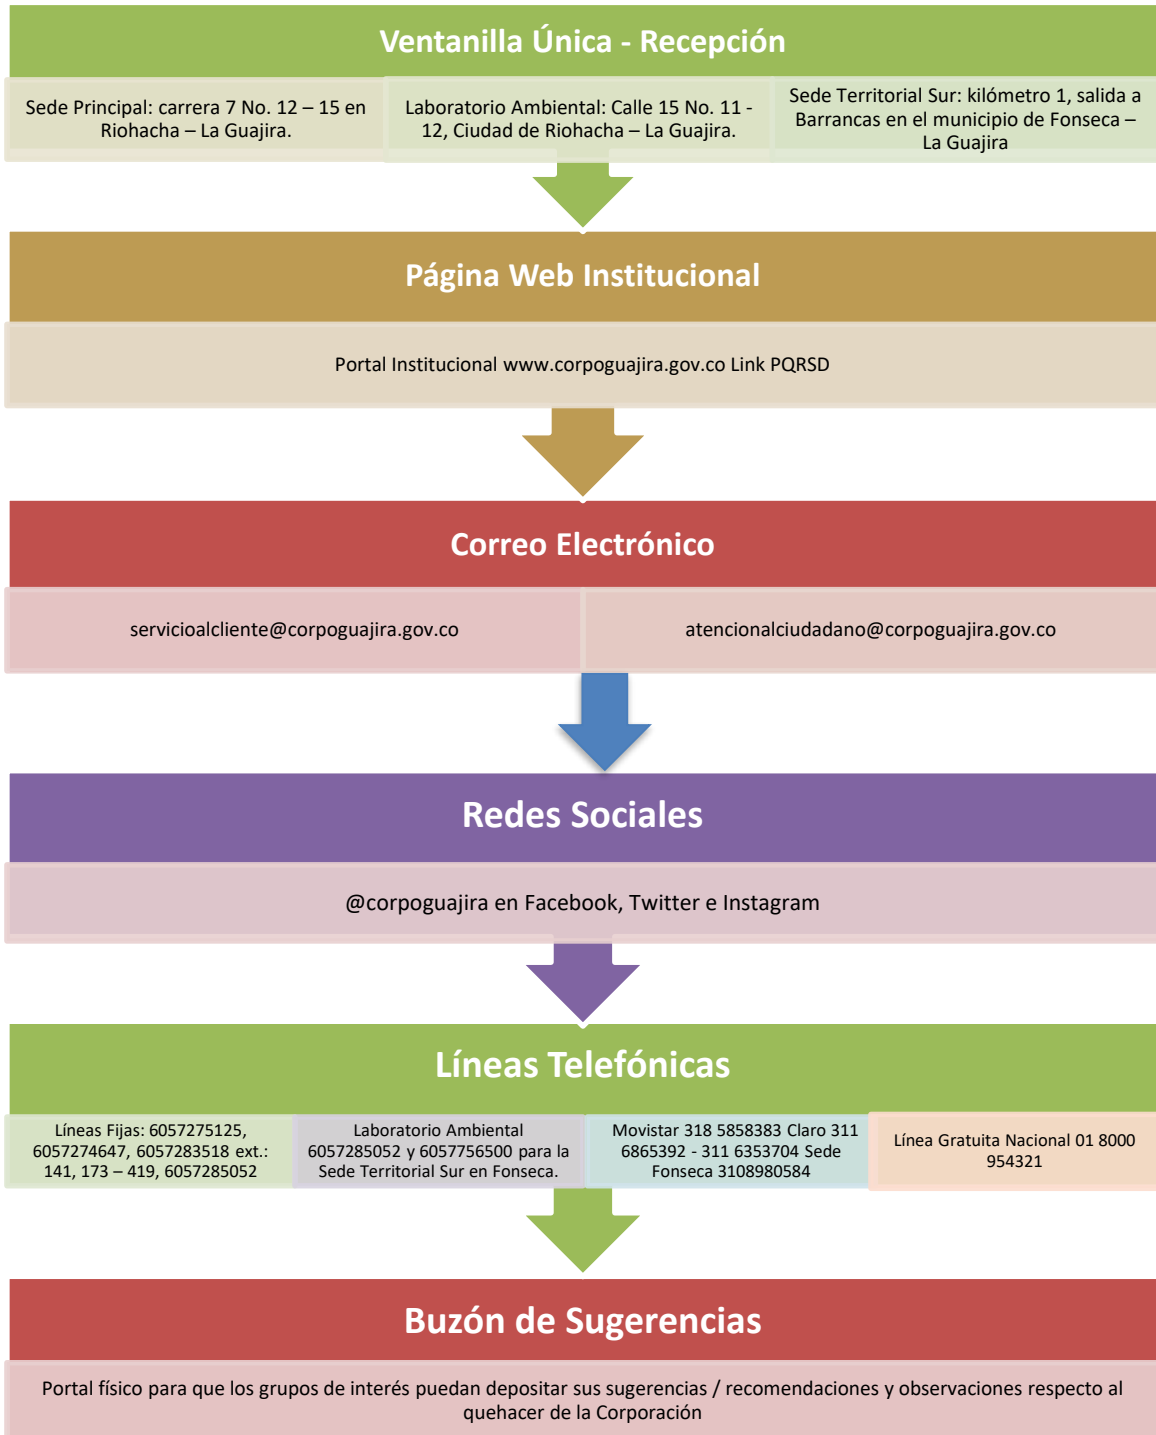 Ventanilla Única - Recepción
Sede Principal: carrera 7 No. 12 – 15 en
Riohacha – La Guajira.
Laboratorio Ambiental: Calle 15 No. 11 -
12, Ciudad de Riohacha – La Guajira.
Sede Territorial Sur: kilómetro 1, salida a
Barrancas en el municipio de Fonseca –
La Guajira
Página Web Institucional
Portal Institucional www.corpoguajira.gov.co Link PQRSD
Correo Electrónico
servicioalcliente@corpoguajira.gov.co
atencionalciudadano@corpoguajira.gov.co
Redes Sociales
@corpoguajira en Facebook, Twitter e Instagram
Líneas Telefónicas
Líneas Fijas: 6057275125,
6057274647, 6057283518 ext.:
141, 173 – 419, 6057285052
Laboratorio Ambiental
6057285052 y 6057756500 para la
Sede Territorial Sur en Fonseca.
Movistar 318 5858383 Claro 311
6865392 - 311 6353704 Sede
Fonseca 3108980584
Línea Gratuita Nacional 01 8000
954321
Buzón de Sugerencias
Portal físico para que los grupos de interés puedan depositar sus sugerencias / recomendaciones y observaciones respecto al
quehacer de la Corporación